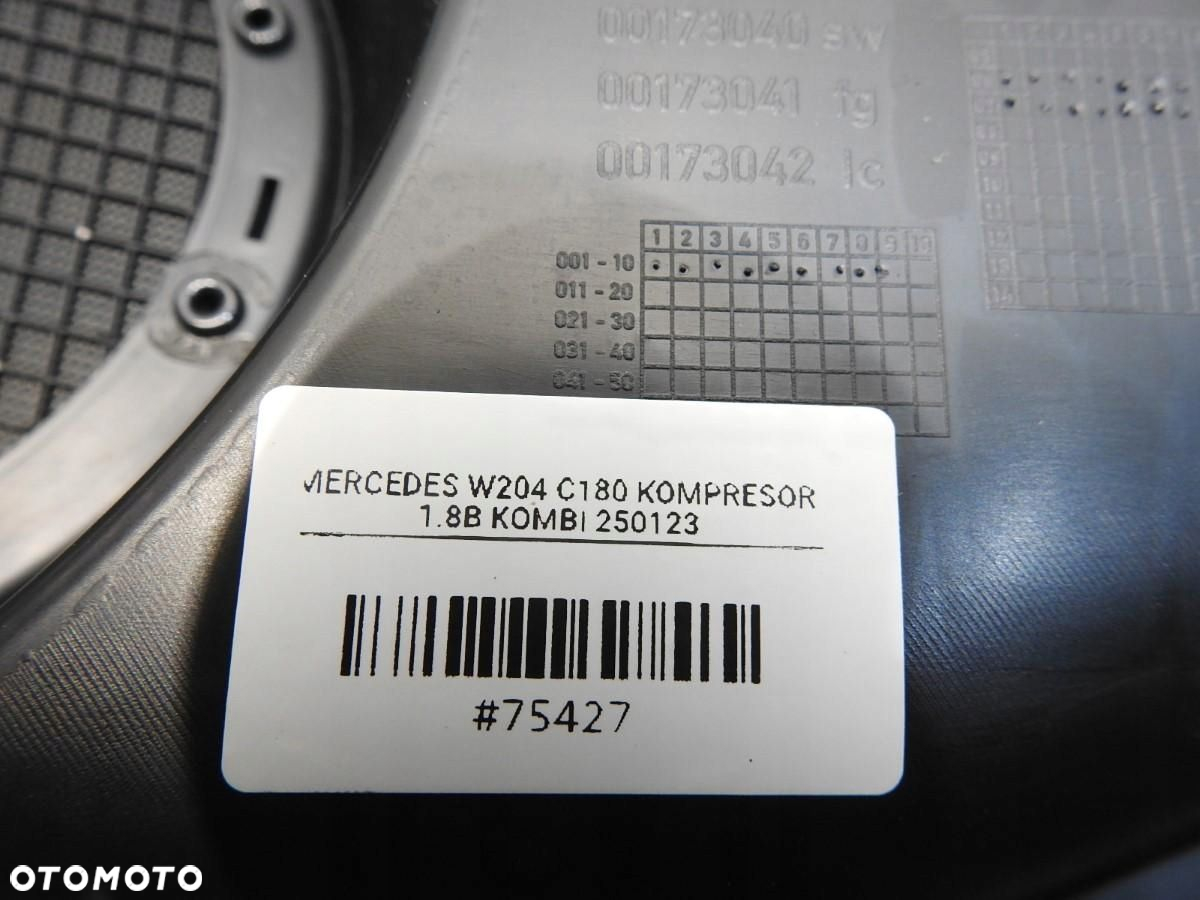 00173040 sw
00173041 fg
00173042 lc
1 2 3 4 5 6 7 8 9 10
001 - 10
011 - 20
021 - 30
031 - 40
041 - 50
MERCEDES W204 C180 KOMPRESOR
1.8B KOMBI 250123
#75427
OTOMOTO